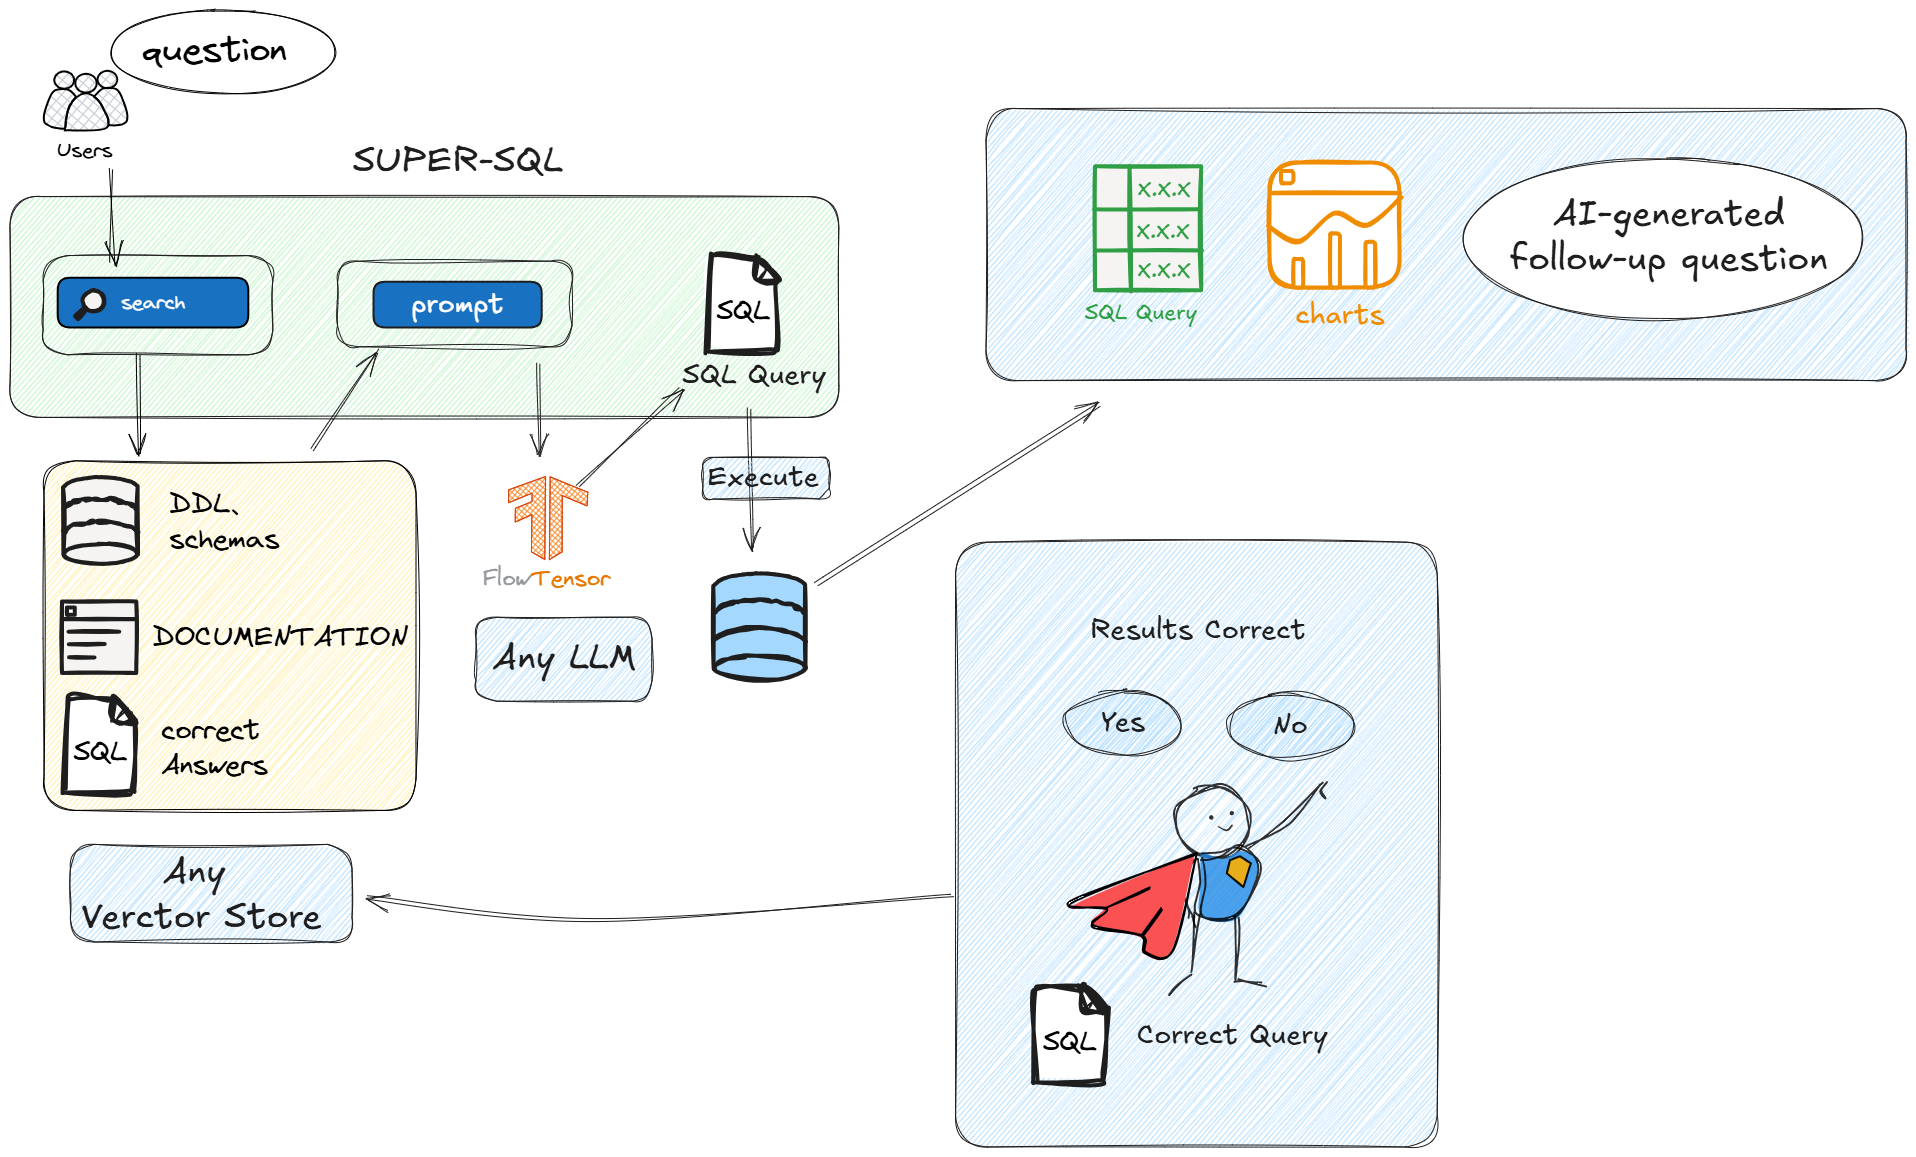 question
Users
SUPER-SQL
search
prompt
SQL
SQL Query
x.x.x
x.x.x
x.x.x
SQL Query
charts
AI-generated
follow-up question
DDL、
schemas
DOCUMENTATION
SQL
correct
Answers
FlowTensor
Any LLM
Execute
Any
Verctor Store
Results Correct
Yes
No
SQL
Correct Query